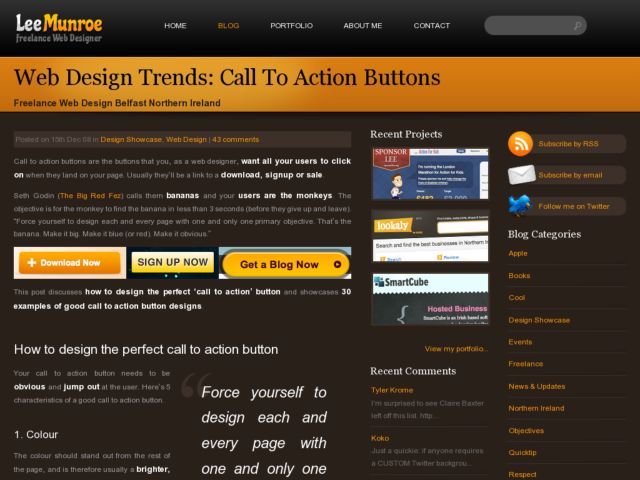 LeeMunroe
Freelance Web Designer
HOME BLOG PORTFOLIO ABOUT ME CONTACT
Web Design Trends: Call To Action Buttons
Freelance Web Design Belfast Northern Ireland
Posted on 15th Dec 08 in Design Showcase, Web Design | 43 comments
Call to action buttons are the buttons that you, as a web designer, want all your users to click
on when they land on your page. Usually they'll be a link to a download, signup or sale.
Seth Godin (The Big Red Fez) calls them bananas and your users are the monkeys. The
objective is for the monkey to find the banana in less than 3 seconds (before they give up and leave).
"Force yourself to design each and every page with one and only one primary objective. That's the
banana. Make it big. Make it blue (or red). Make it obvious."
Download Now
SIGN UP NOW
Get a Blog Now
This post discusses how to design the perfect 'call to action' button and showcases 30
examples of good call to action button designs.
How to design the perfect call to action button
Your call to action button needs to be
obvious and jump out at the user. Here's 5
characteristics of a good call to action button.
1. Colour
The colour should stand out from the rest
of the page, and is therefore usually a brighter,
“
Force yourself to
design each and
every page with
one and only one
Recent Projects
SPONSOR
LEE
I'm running the London
Marathon for Action for Kids
lookaly
Search and find the best businesses in Northern I
SmartCube
Hosted Business
SmartCube is an Irish based soft
View my portfolio...
Recent Comments
Tyler Krome
I'm surprised to see Claire Baxter
left off this list. http:...
Koko
Just a quickie: if anyone requires
a CUSTOM Twitter backgrou...
Subscribe by RSS
Subscribe by email
Follow me on Twitter
Blog Categories
Apple
Books
Cool
Design Showcase
Events
Freelance
News & Updates
Northern Ireland
Objectives
Quicktip
Respect